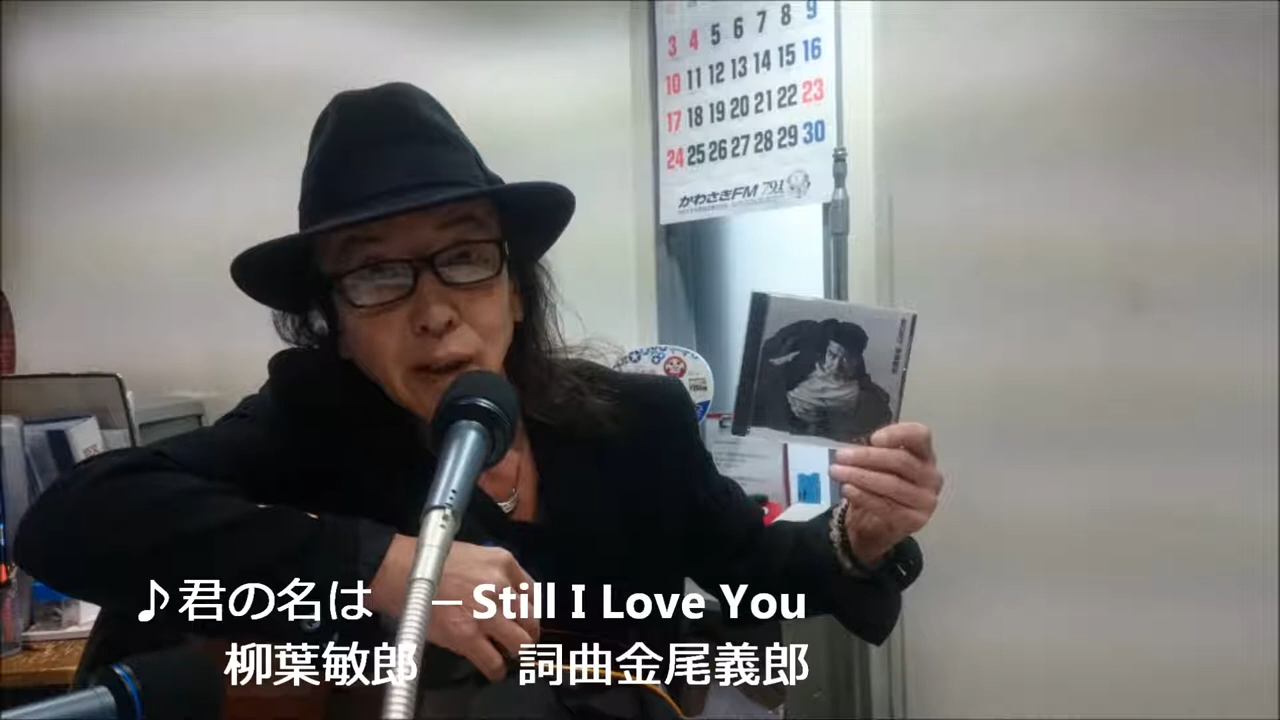 9
3 4 5 6 7 8
10 11 12 13 14 15 16
17 18 19 20 21 22 23
24 25 26 27 28 29 30
かわさきFM 79.1
♪君の名は －Still I Love You
柳葉敏郎 詞曲金尾義郎